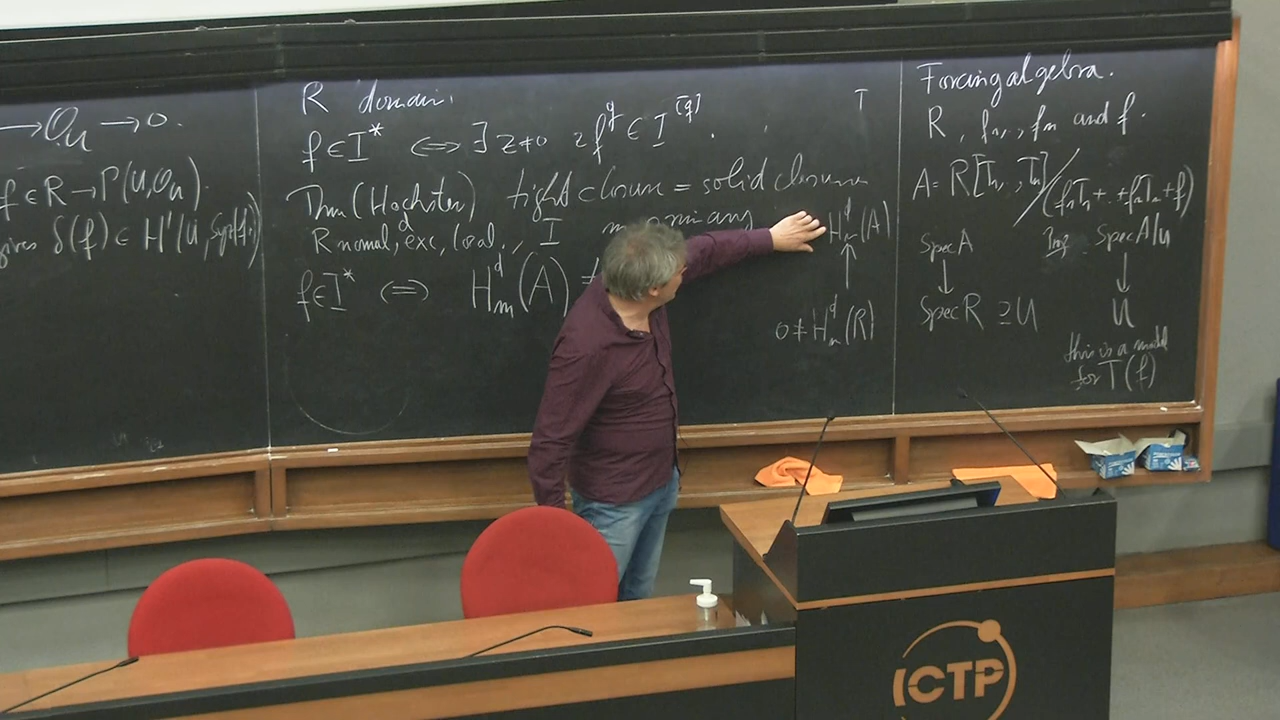 → O_U → 0.
f ∈ R → Γ(U, O_U).
gives δ(f) ∈ H¹(U, Syz(f..))
R domain.
f ∈ I* ⟺ ∃ z≠0 z f^q ∈ I^[q].
Thm (Hochster) tight closure = solid closure
R normal, exc, local, d, I m primary
f ∈ I* ⟺ H^d_m(A) ≠
T
H^d_m(A)
↑
0 ≠ H^d_m(R)
Forcing algebra.
R, f_1, .., f_n and f.
A = R[T_1, .., T_n]/(f_1T_1 + .. + f_nT_n + f)
Spec A Spec A|_U
↓ ↓
Spec R ⊇ U U
this is a model
for T(f)
ICTP